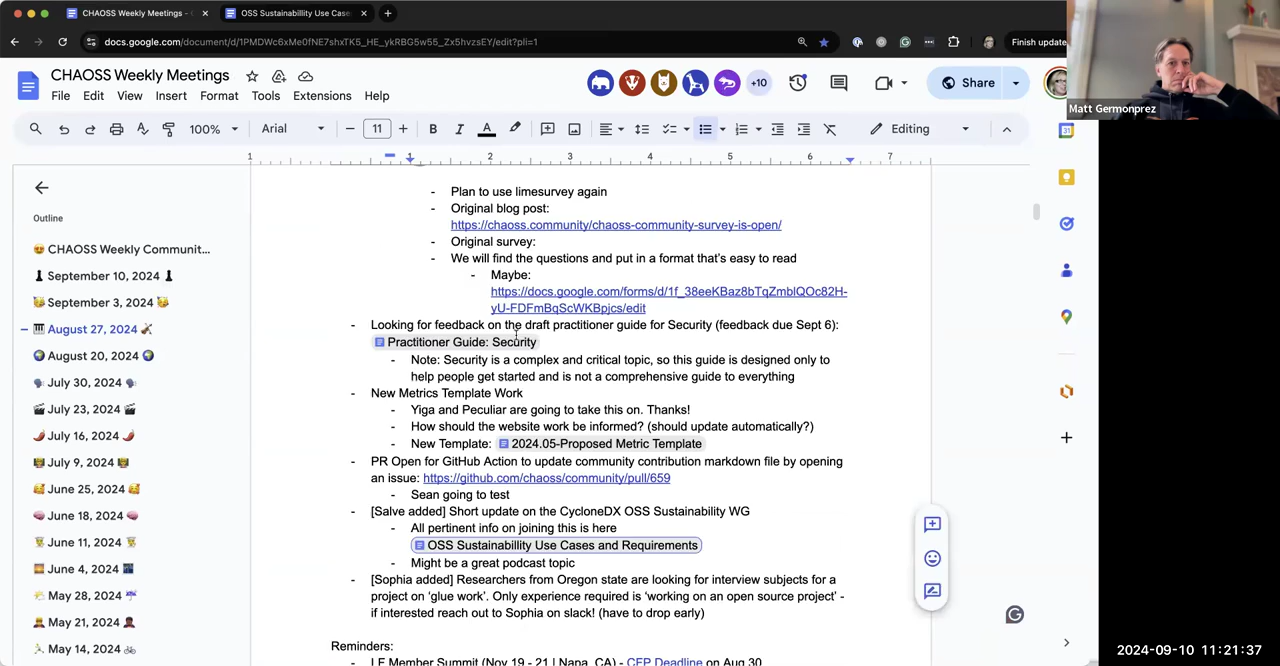 CHAOSS Weekly Meetings -
OSS Sustainabillity Use Case
docs.google.com/document/d/1PMDWc6xMe0fNE7shxTK5_HE_ykRBG5w55_Zx5hvzsEY/edit?pli=1
Finish update
CHAOSS Weekly Meetings
File Edit View Insert Format Tools Extensions Help
+10
Share
Matt Germonprez
100% Arial 11 Editing
1 1 2 3 4 5 6 7
Outline
CHAOSS Weekly Communit...
September 10, 2024
September 3, 2024
August 27, 2024
August 20, 2024
July 30, 2024
July 23, 2024
July 16, 2024
July 9, 2024
June 25, 2024
June 18, 2024
June 11, 2024
June 4, 2024
May 28, 2024
May 21, 2024
May 14, 2024
- Plan to use limesurvey again
- Original blog post:
https://chaoss.community/chaoss-community-survey-is-open/
- Original survey:
- We will find the questions and put in a format that's easy to read
- Maybe:
https://docs.google.com/forms/d/1f_38eeKBaz8bTqZmblQOc82H-
yU-FDFmBqScWKBpjcs/edit
- Looking for feedback on the draft practitioner guide for Security (feedback due Sept 6):
Practitioner Guide: Security
- Note: Security is a complex and critical topic, so this guide is designed only to
help people get started and is not a comprehensive guide to everything
- New Metrics Template Work
- Yiga and Peculiar are going to take this on. Thanks!
- How should the website work be informed? (should update automatically?)
- New Template: 2024.05-Proposed Metric Template
- PR Open for GitHub Action to update community contribution markdown file by opening
an issue: https://github.com/chaoss/community/pull/659
- Sean going to test
- [Salve added] Short update on the CycloneDX OSS Sustainability WG
- All pertinent info on joining this is here
OSS Sustainabillity Use Cases and Requirements
- Might be a great podcast topic
- [Sophia added] Researchers from Oregon state are looking for interview subjects for a
project on 'glue work'. Only experience required is 'working on an open source project' -
if interested reach out to Sophia on slack! (have to drop early)
Reminders:
- LF Member Summit (Nov 19 - 21 | Napa, CA) - CFP Deadline on Aug 30
2024-09-10 11:21:37